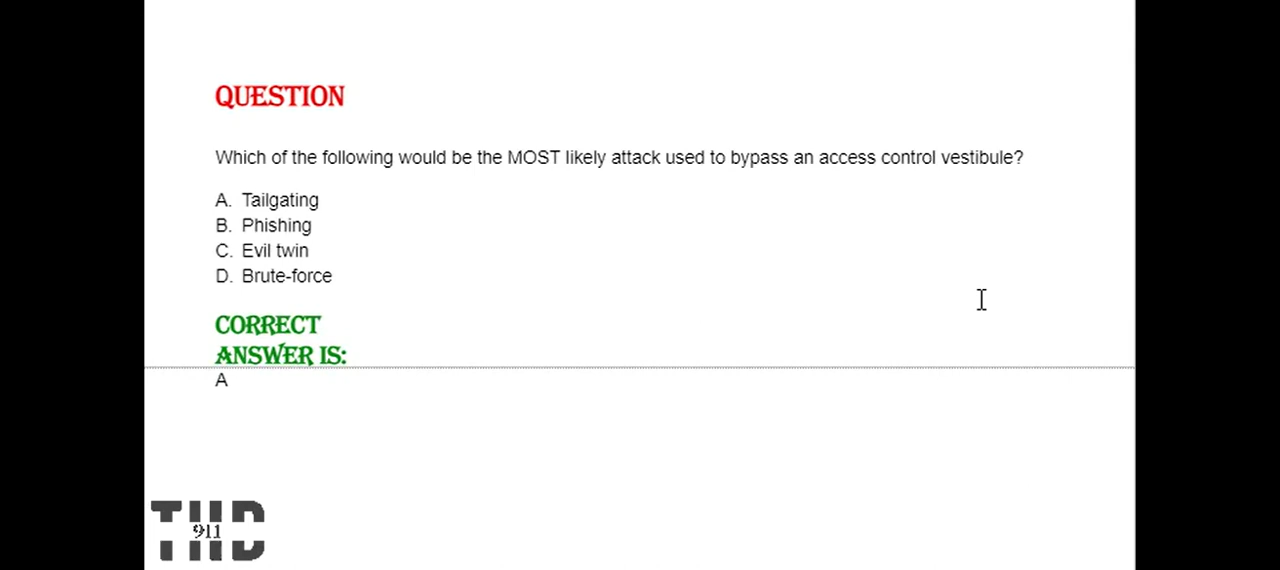 QUESTION
Which of the following would be the MOST likely attack used to bypass an access control vestibule?
A. Tailgating
B. Phishing
C. Evil twin
D. Brute-force
CORRECT
ANSWER IS:
A
THD
911